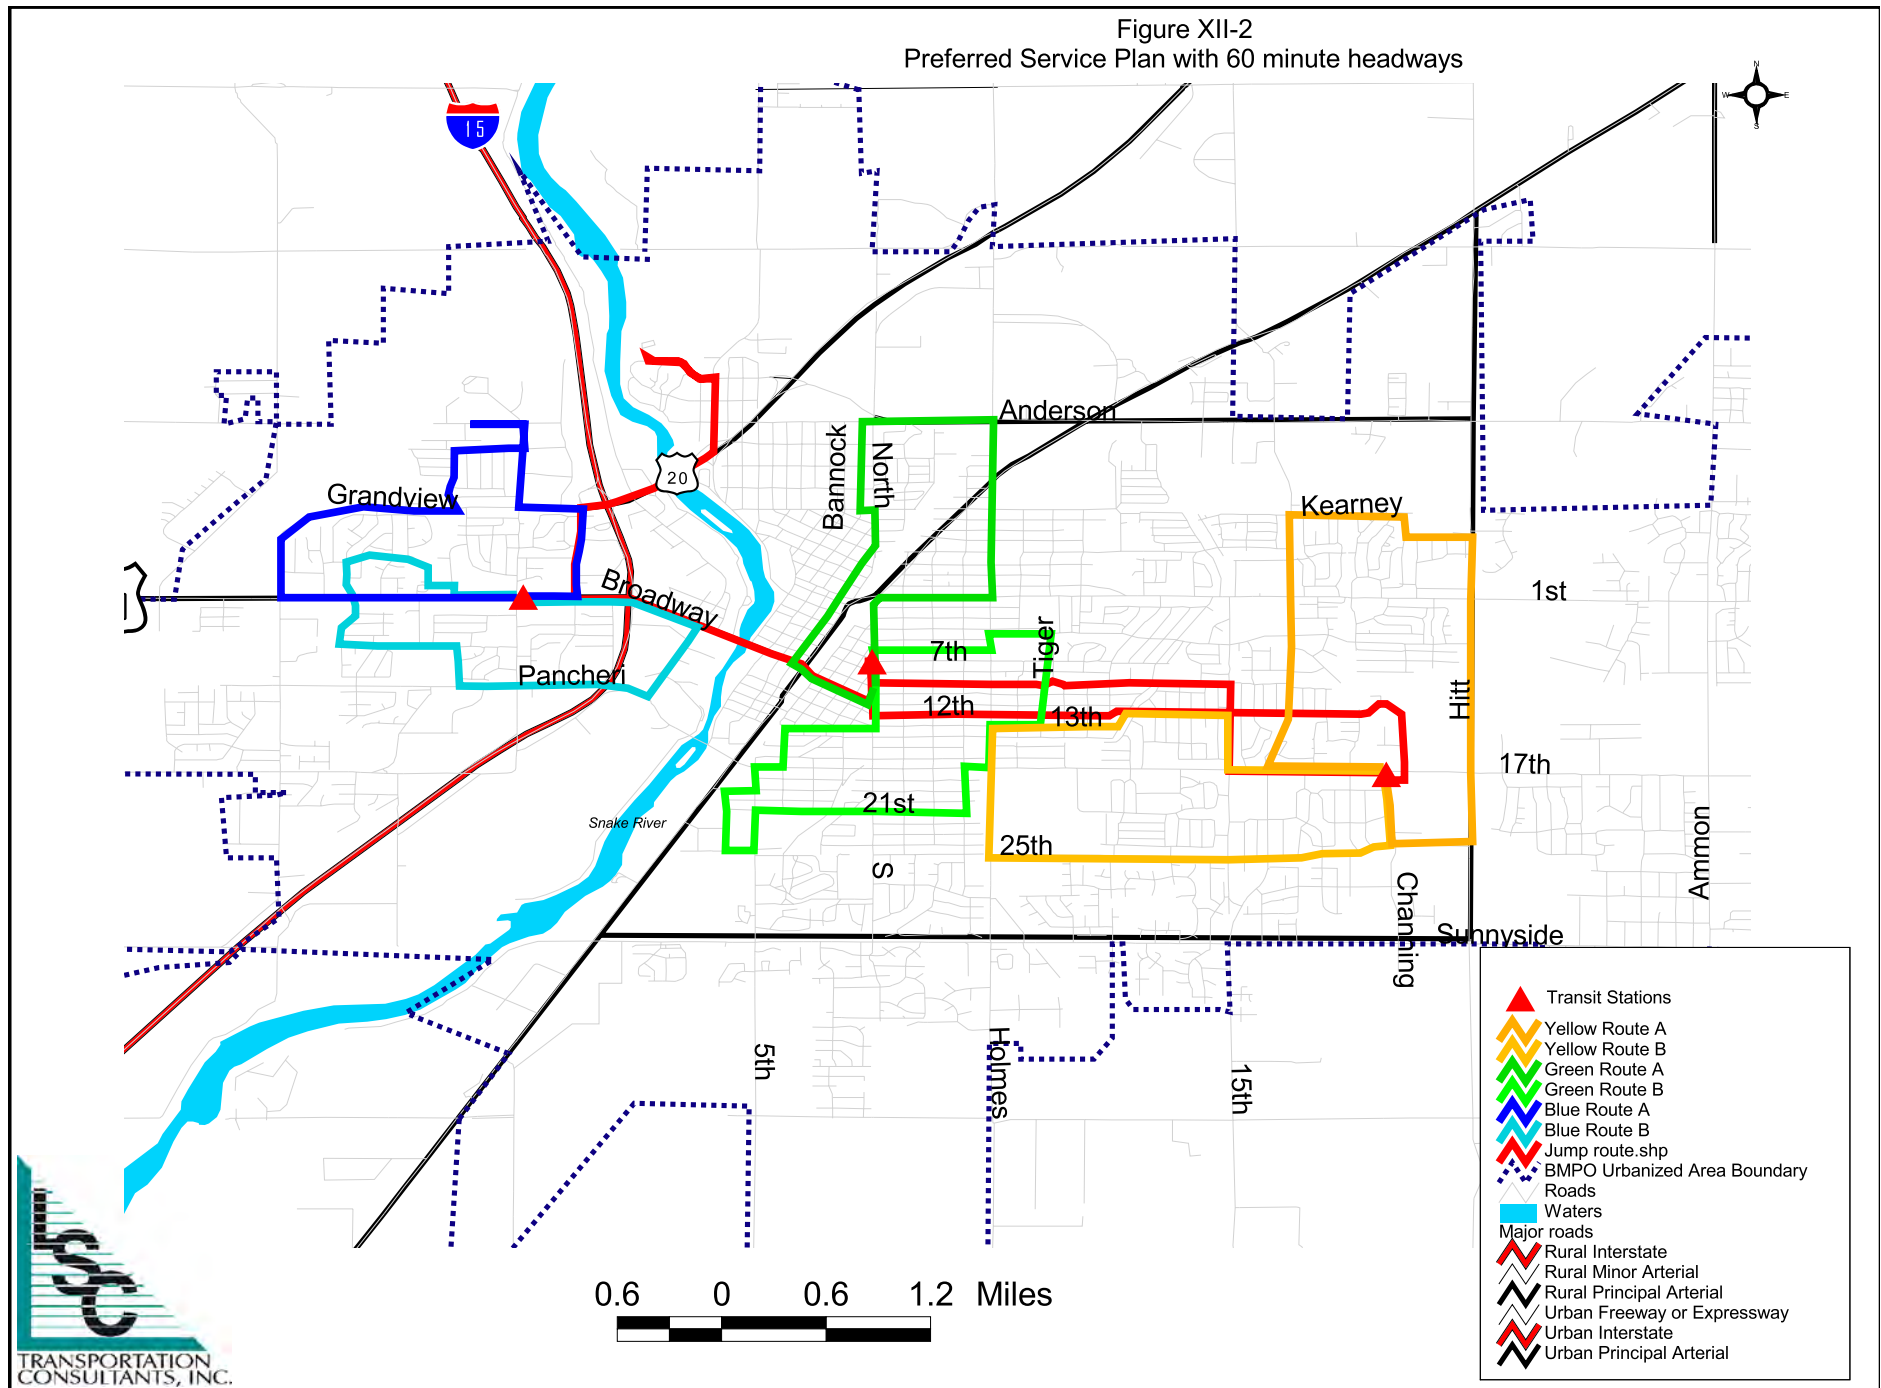 Figure XII-2
Preferred Service Plan with 60 minute headways
N
W E
S
15
20
Anderson
Bannock
North
Grandview
Kearney
Broadway
1st
Tiger
7th
Pancheri
12th
13th
Hitt
17th
21st
Snake River
25th
S
Ammon
Channing
Sunnyside
5th
Holmes
15th
Transit Stations
Yellow Route A
Yellow Route B
Green Route A
Green Route B
Blue Route A
Blue Route B
Jump route.shp
BMPO Urbanized Area Boundary
Roads
Waters
Major roads
Rural Interstate
Rural Minor Arterial
Rural Principal Arterial
Urban Freeway or Expressway
Urban Interstate
Urban Principal Arterial
0.6 0 0.6 1.2 Miles
LSC
TRANSPORTATION
CONSULTANTS, INC.